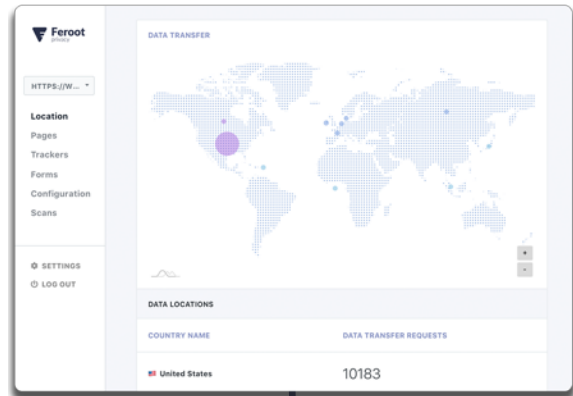 Feroot
privacy
HTTPS://W...
Location
Pages
Trackers
Forms
Configuration
Scans
SETTINGS
LOG OUT
DATA TRANSFER
+
-
DATA LOCATIONS
COUNTRY NAME DATA TRANSFER REQUESTS
United States 10183